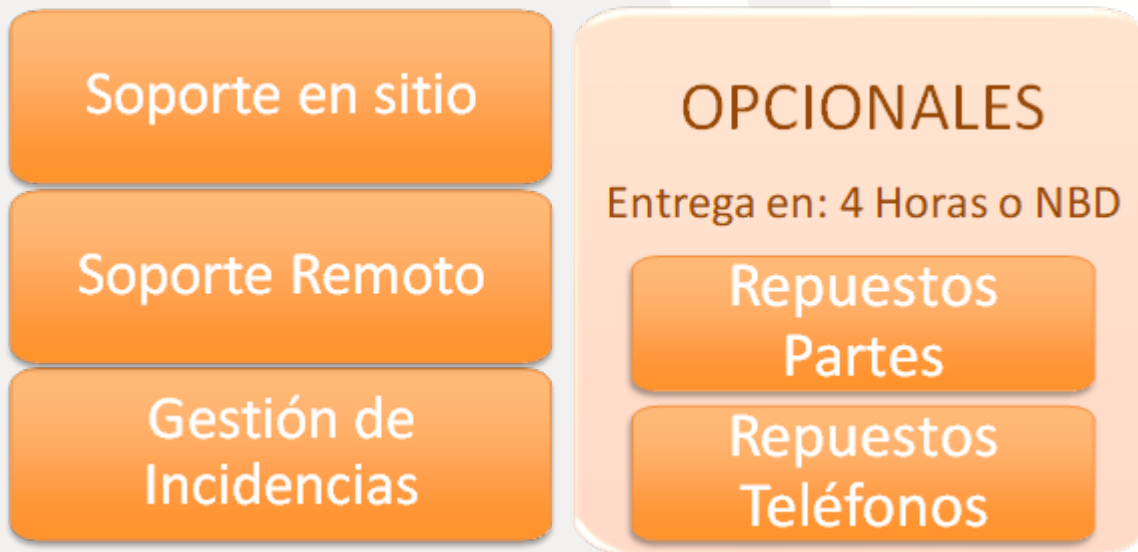 Soporte en sitio
Soporte Remoto
Gestión de
Incidencias
OPCIONALES
Entrega en: 4 Horas o NBD
Repuestos
Partes
Repuestos
Teléfonos